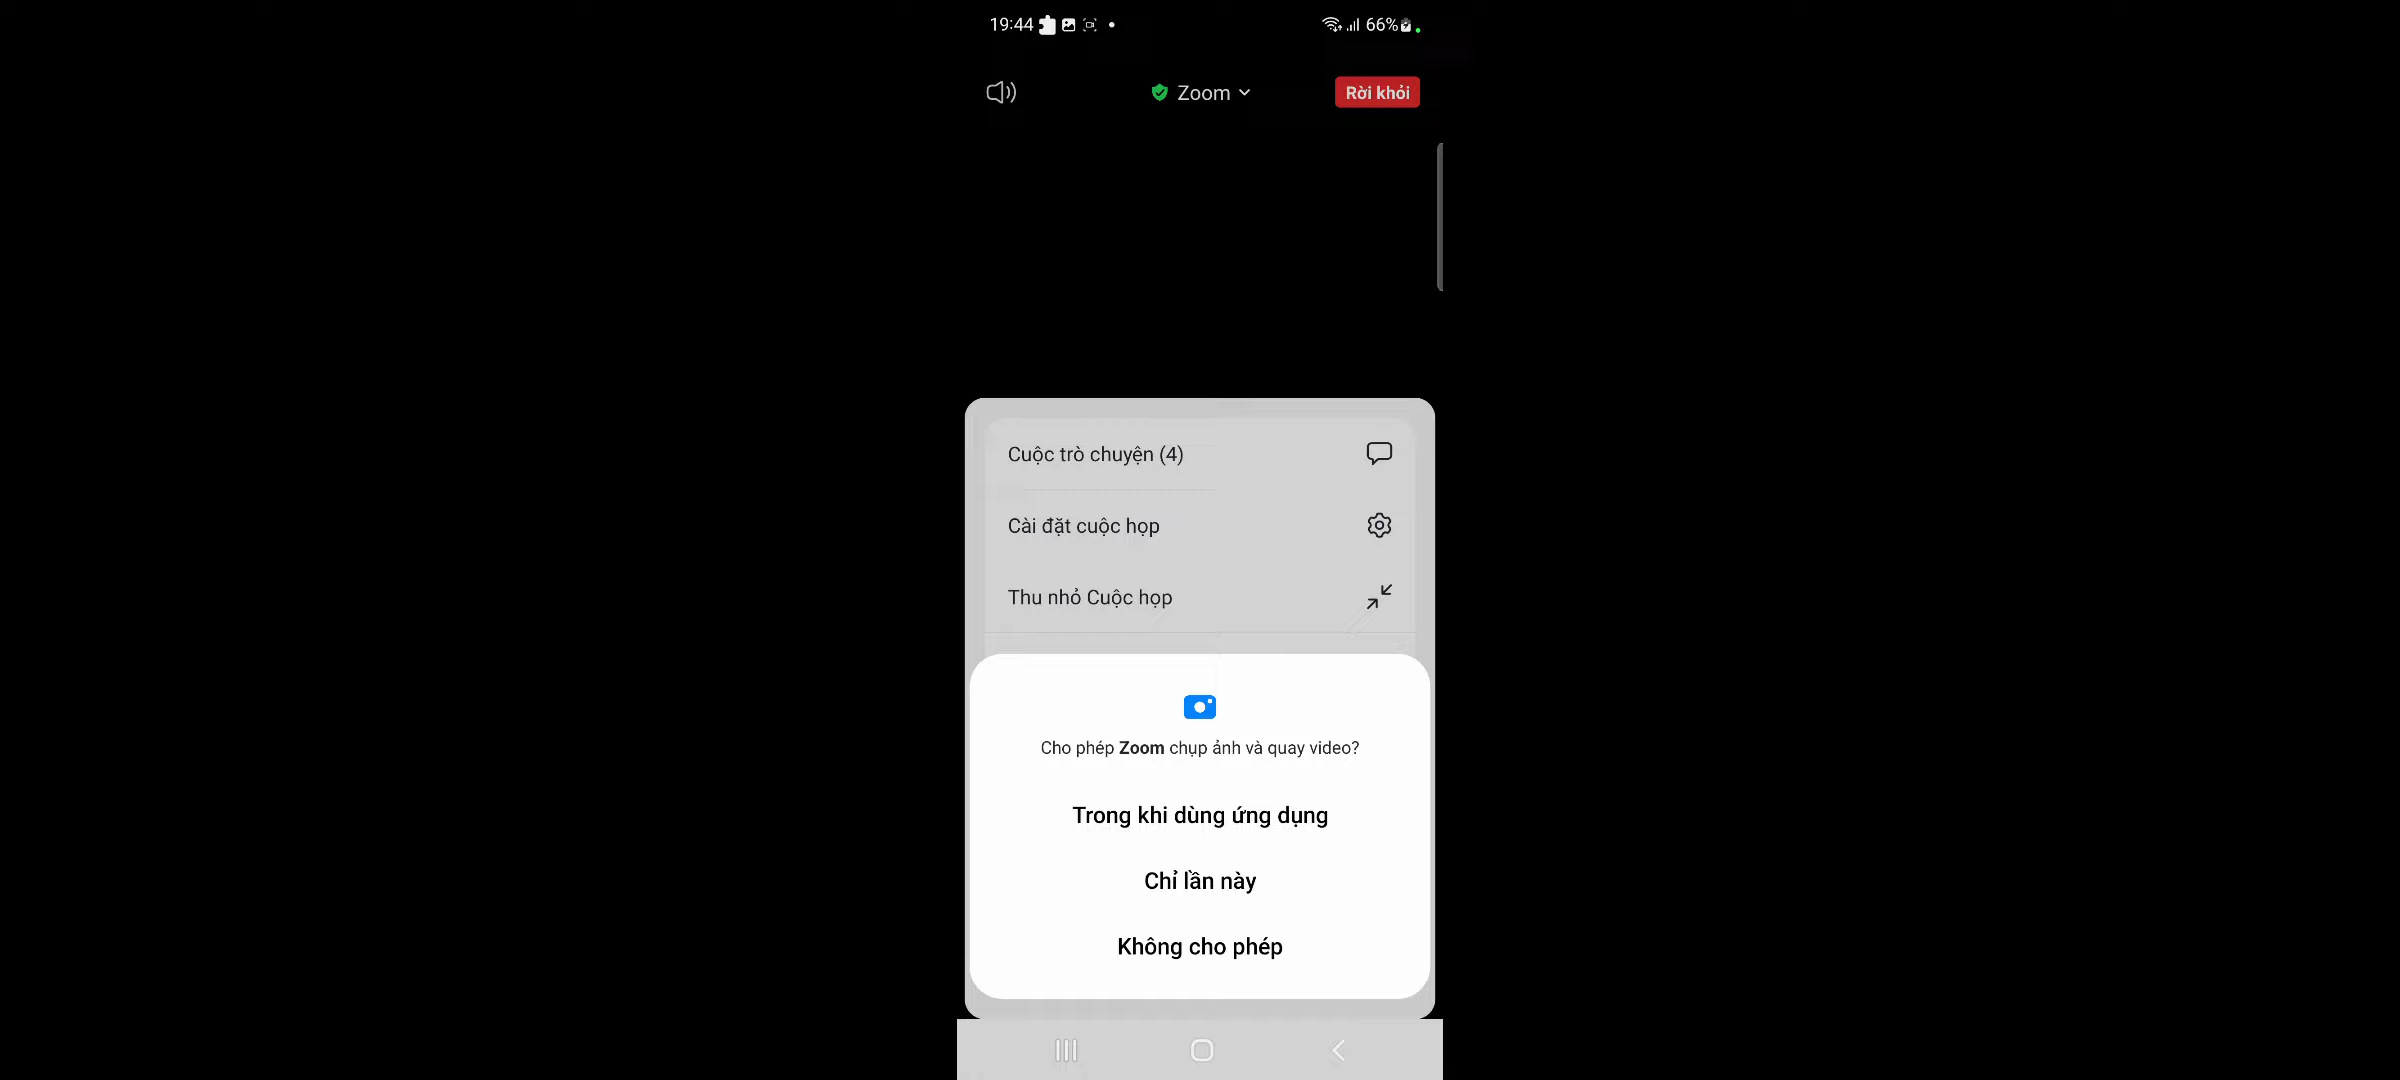 19:44
66%
Zoom
Rời khỏi
Cuộc trò chuyện (4)
Cài đặt cuộc họp
Thu nhỏ Cuộc họp
Cho phép Zoom chụp ảnh và quay video?
Trong khi dùng ứng dụng
Chỉ lần này
Không cho phép